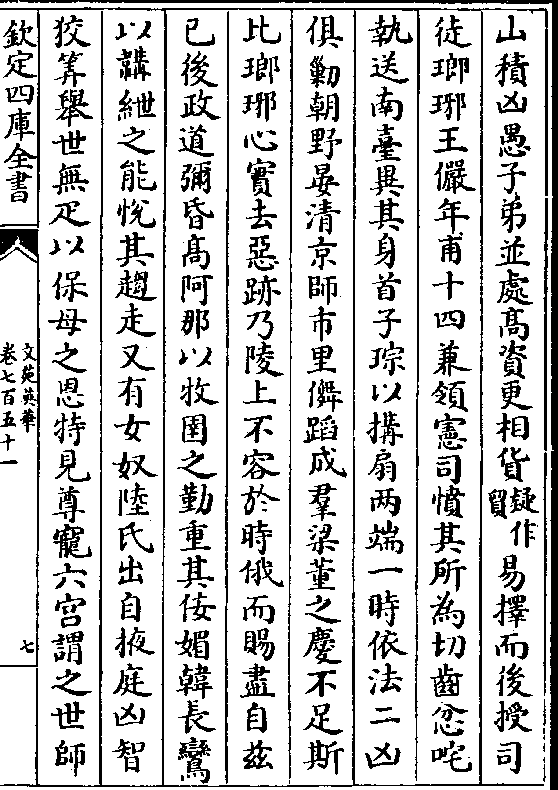 山積凶愚子弟並處髙資更相貨疑作貿易擇而後授司
徒瑯琊王儼年甫十四兼領憲司憤其所為切齒忿咤
執送南臺異其身首子琮以搆扇两端一時依法二凶
俱勦朝野晏清京師市里儛蹈成羣梁董之慶不足斯
比瑯琊心實去惡跡乃陵上不容於時俄而賜盡自兹
已後政道彌昏髙阿那以牧圉之勤重其侫媚韓長鸞
以韝紲之能悅其趨走又有女奴陸氏出自掖庭凶智
狡筭舉世無疋以保母之恩特見尊寵六宫謂之世師
欽定四庫全書
文苑英華
卷七百五十一
七